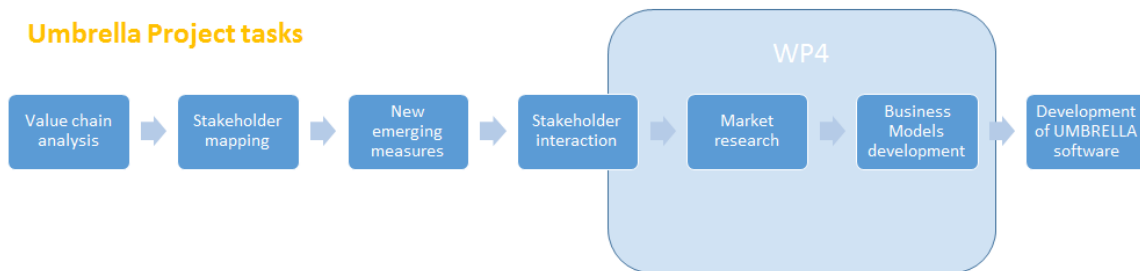 Umbrella Project tasks
WP4
Value chain
analysis
Stakeholder
mapping
New
emerging
measures
Stakeholder
interaction
Market
research
Business
Models
development
Development
of UMBRELLA
software